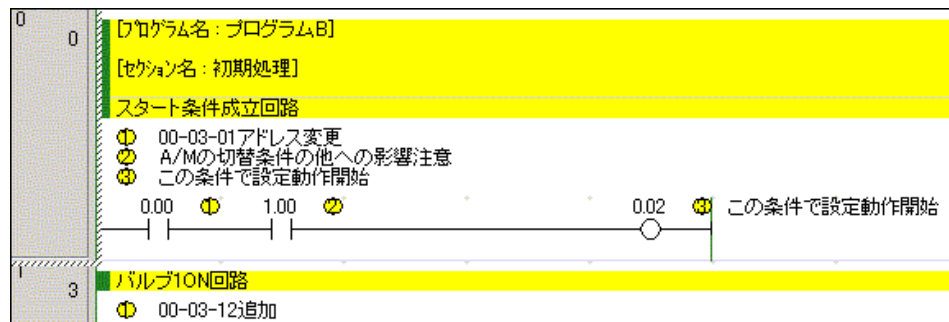 0
0
[プログラム名:プログラムB]
[セクション名:初期処理]
スタート条件成立回路
① 00-03-01アドレス変更
② A/Mの切替条件の他への影響注意
③ この条件で設定動作開始
0.00 ① 1.00 ② 0.02 ③ この条件で設定動作開始
1
3
バルブ1ON回路
① 00-03-12追加